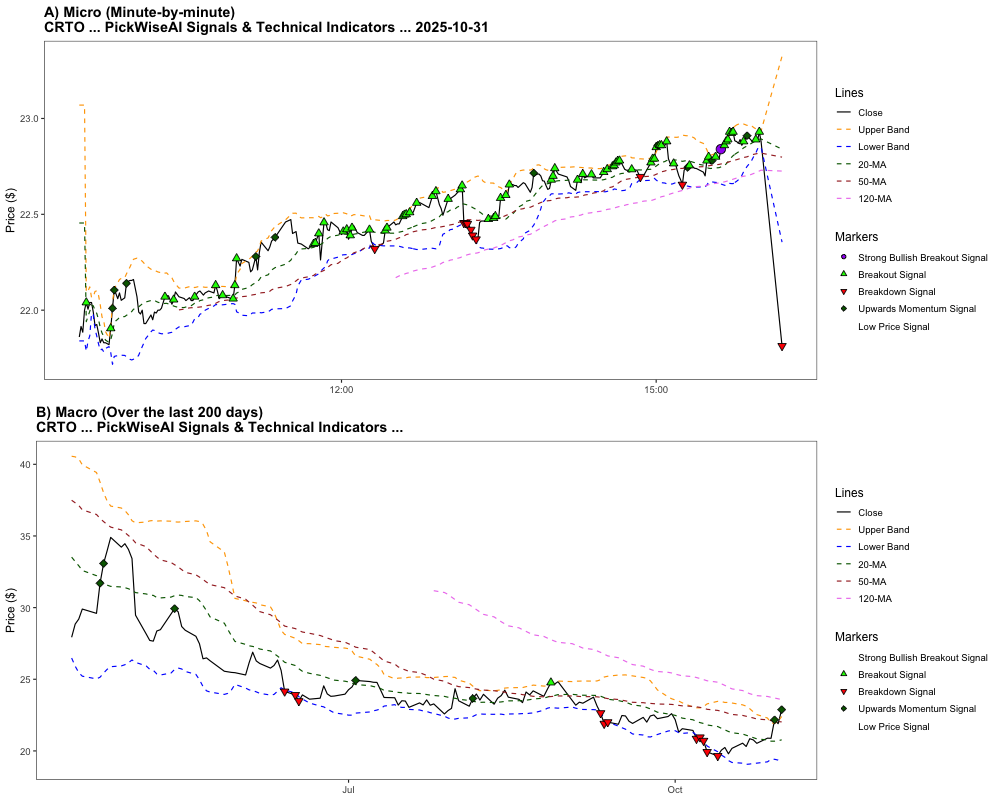 A) Micro (Minute-by-minute)
CRTO ... PickWiseAI Signals & Technical Indicators ... 2025-10-31
Price ($)
23.0
22.5
22.0
12:00
15:00
Lines
Close
Upper Band
Lower Band
20-MA
50-MA
120-MA
Markers
Strong Bullish Breakout Signal
Breakout Signal
Breakdown Signal
Upwards Momentum Signal
Low Price Signal
B) Macro (Over the last 200 days)
CRTO ... PickWiseAI Signals & Technical Indicators ...
Price ($)
40
35
30
25
20
Jul
Oct
Lines
Close
Upper Band
Lower Band
20-MA
50-MA
120-MA
Markers
Strong Bullish Breakout Signal
Breakout Signal
Breakdown Signal
Upwards Momentum Signal
Low Price Signal